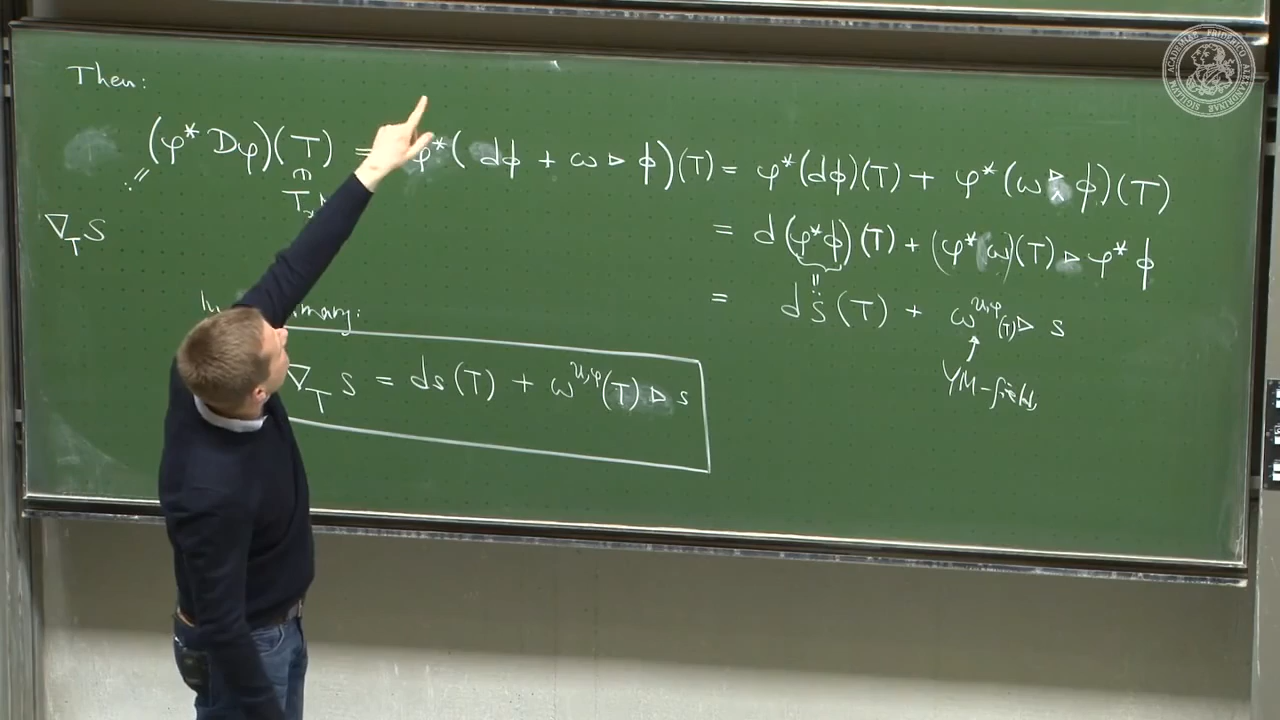 Then:
(φ* Dφ)(T) = φ*(dϕ + ω ▷ ϕ)(T) = φ*(dϕ)(T) + φ*(ω ▷ ϕ)(T)
∇_T S
= d(φ*ϕ)(T) + (φ*ω)(T) ▷ φ*ϕ
= ds(T) + ω^{U,φ}(T) ▷ s
YM-field
∇_T s = ds(T) + ω^{U,φ}(T) ▷ s